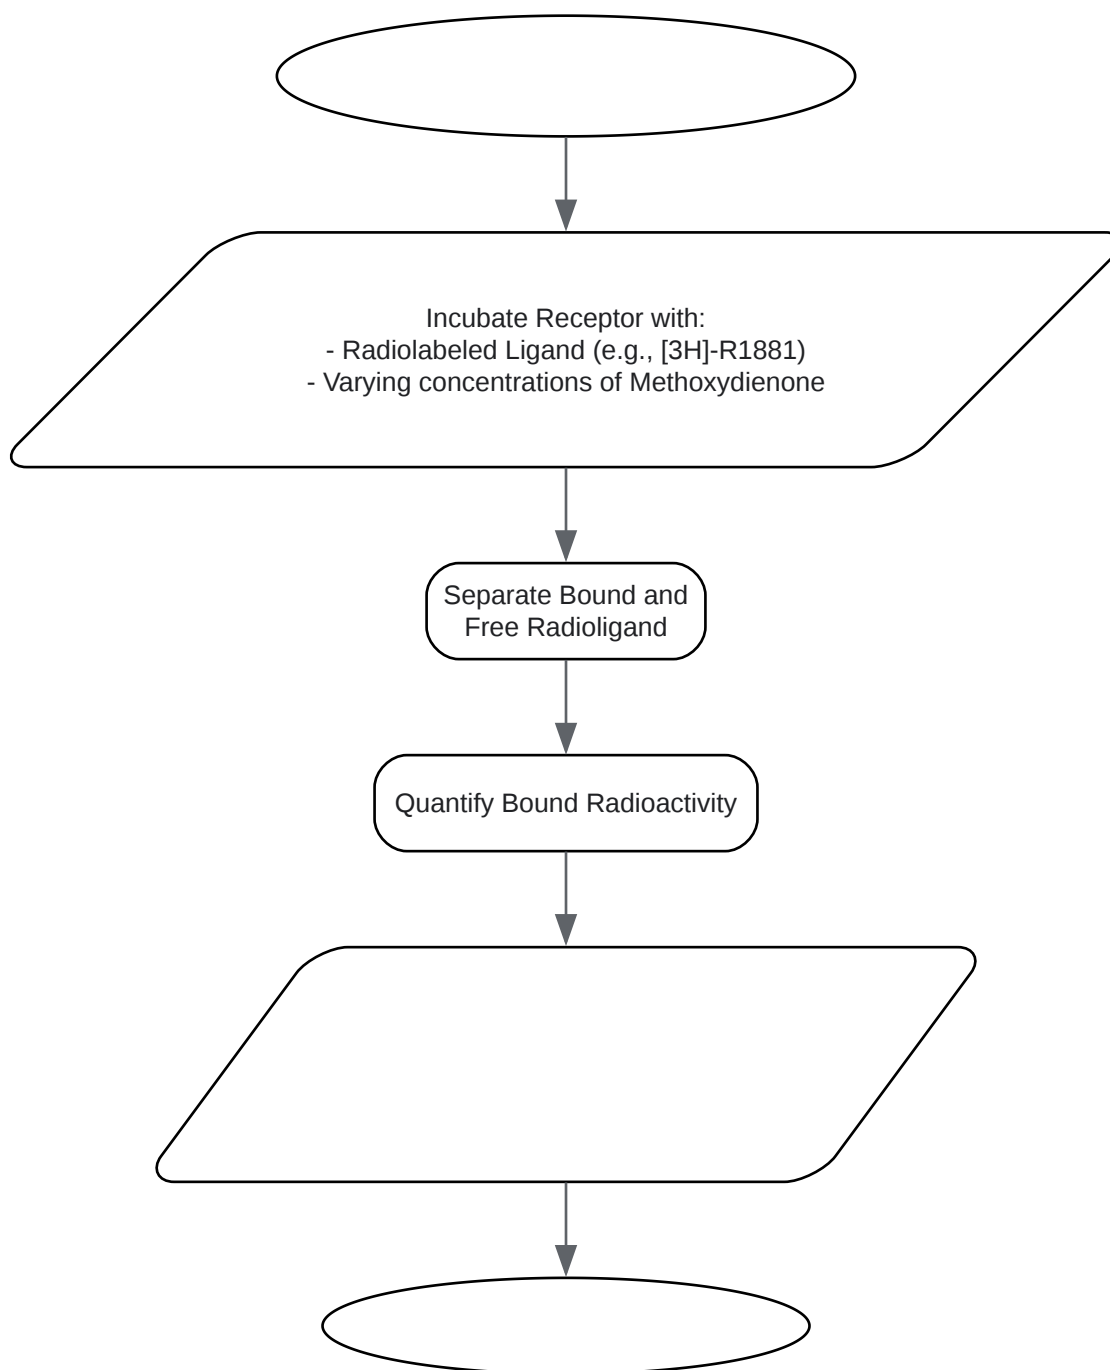 Incubate Receptor with:
- Radiolabeled Ligand (e.g., [3H]-R1881)
- Varying concentrations of Methoxydienone
Separate Bound and
Free Radioligand
Quantify Bound Radioactivity